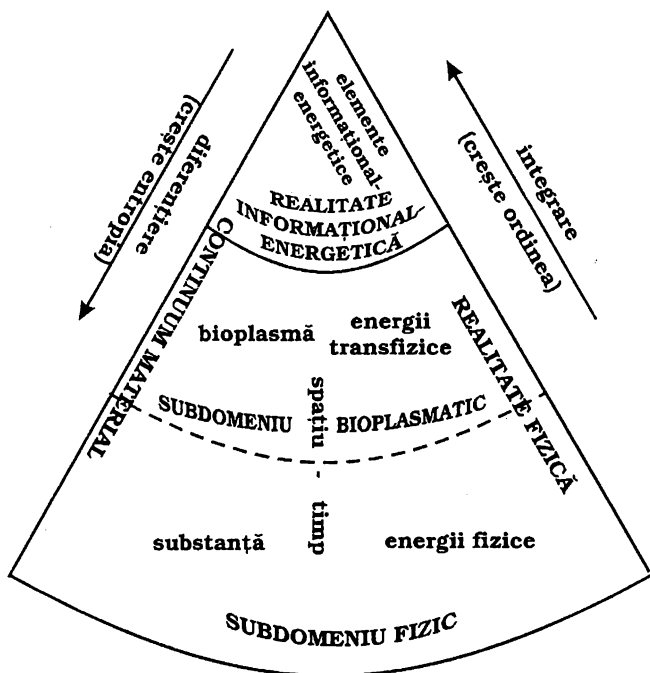 elemente
informațional-
energetice
REALITATE
INFORMAȚIONAL-
ENERGETICĂ
diferențiere
(crește entropia)
integrare
(crește ordinea)
CONTINUUM MATERIAL
REALITATE FIZICĂ
bioplasmă
energii
transfizice
spațiu
SUBDOMENIU BIOPLASMATIC
timp
substanță
energii fizice
SUBDOMENIU FIZIC